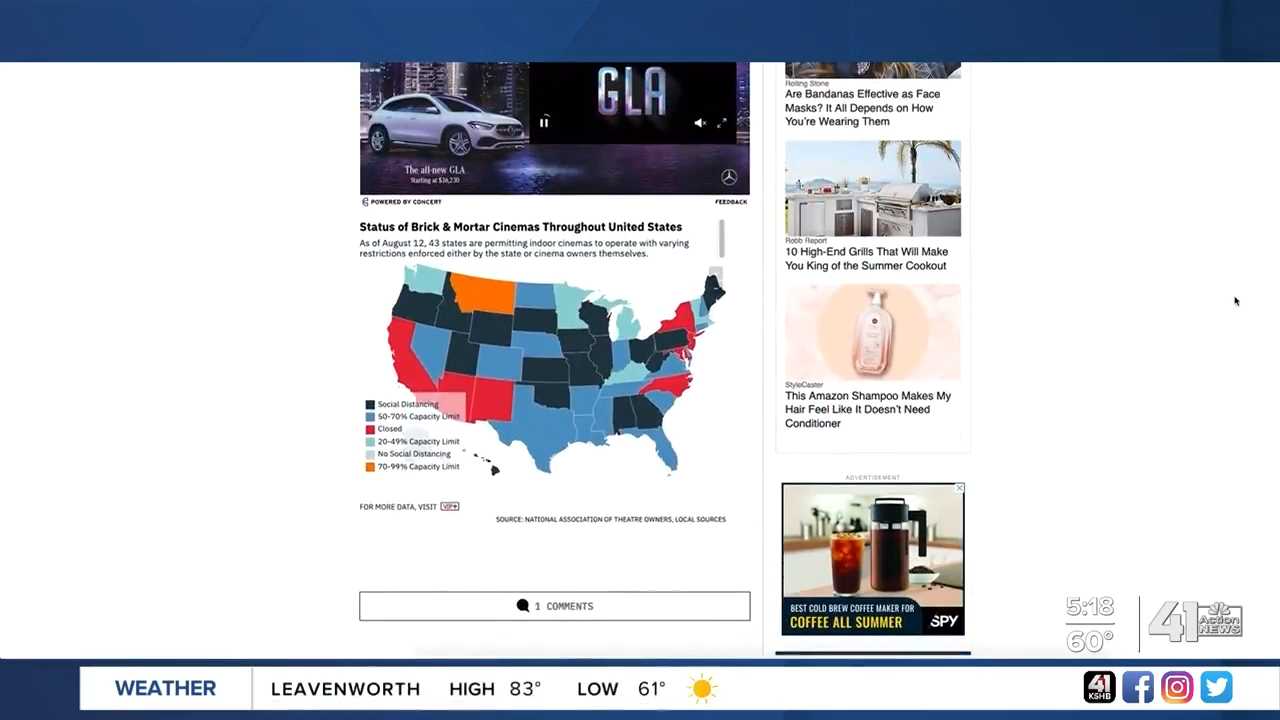 GLA
The all-new GLA
Starting at $36,230
POWERED BY CONCERT
FEEDBACK
Status of Brick & Mortar Cinemas Throughout United States
As of August 12, 43 states are permitting indoor cinemas to operate with varying
restrictions enforced either by the state or cinema owners themselves.
Social Distancing
50-70% Capacity Limit
Closed
20-49% Capacity Limit
No Social Distancing
70-99% Capacity Limit
FOR MORE DATA, VISIT VIP+
SOURCE: NATIONAL ASSOCIATION OF THEATRE OWNERS, LOCAL SOURCES
1 COMMENTS
Rolling Stone
Are Bandanas Effective as Face
Masks? It All Depends on How
You're Wearing Them
Robb Report
10 High-End Grills That Will Make
You King of the Summer Cookout
StyleCaster
This Amazon Shampoo Makes My
Hair Feel Like It Doesn't Need
Conditioner
ADVERTISEMENT
BEST COLD BREW COFFEE MAKER FOR
COFFEE ALL SUMMER
SPY
5:18
60°
41 Action NEWS
WEATHER
LEAVENWORTH HIGH 83° LOW 61°
41 KSHB